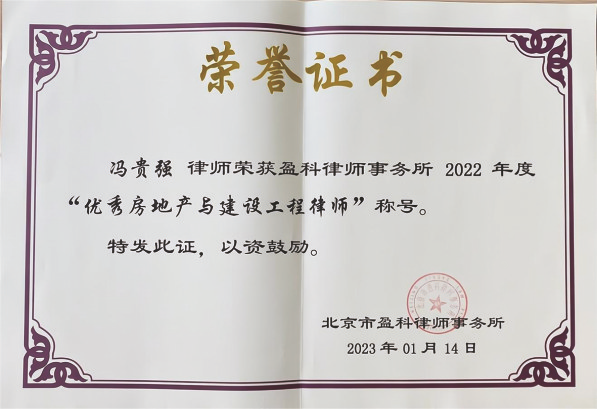 荣誉证书
冯贵强 律师荣获盈科律师事务所 2022 年度
“优秀房地产与建设工程律师”称号。
特发此证，以资鼓励。
北京市盈科律师事务所
2023 年 01 月 14 日